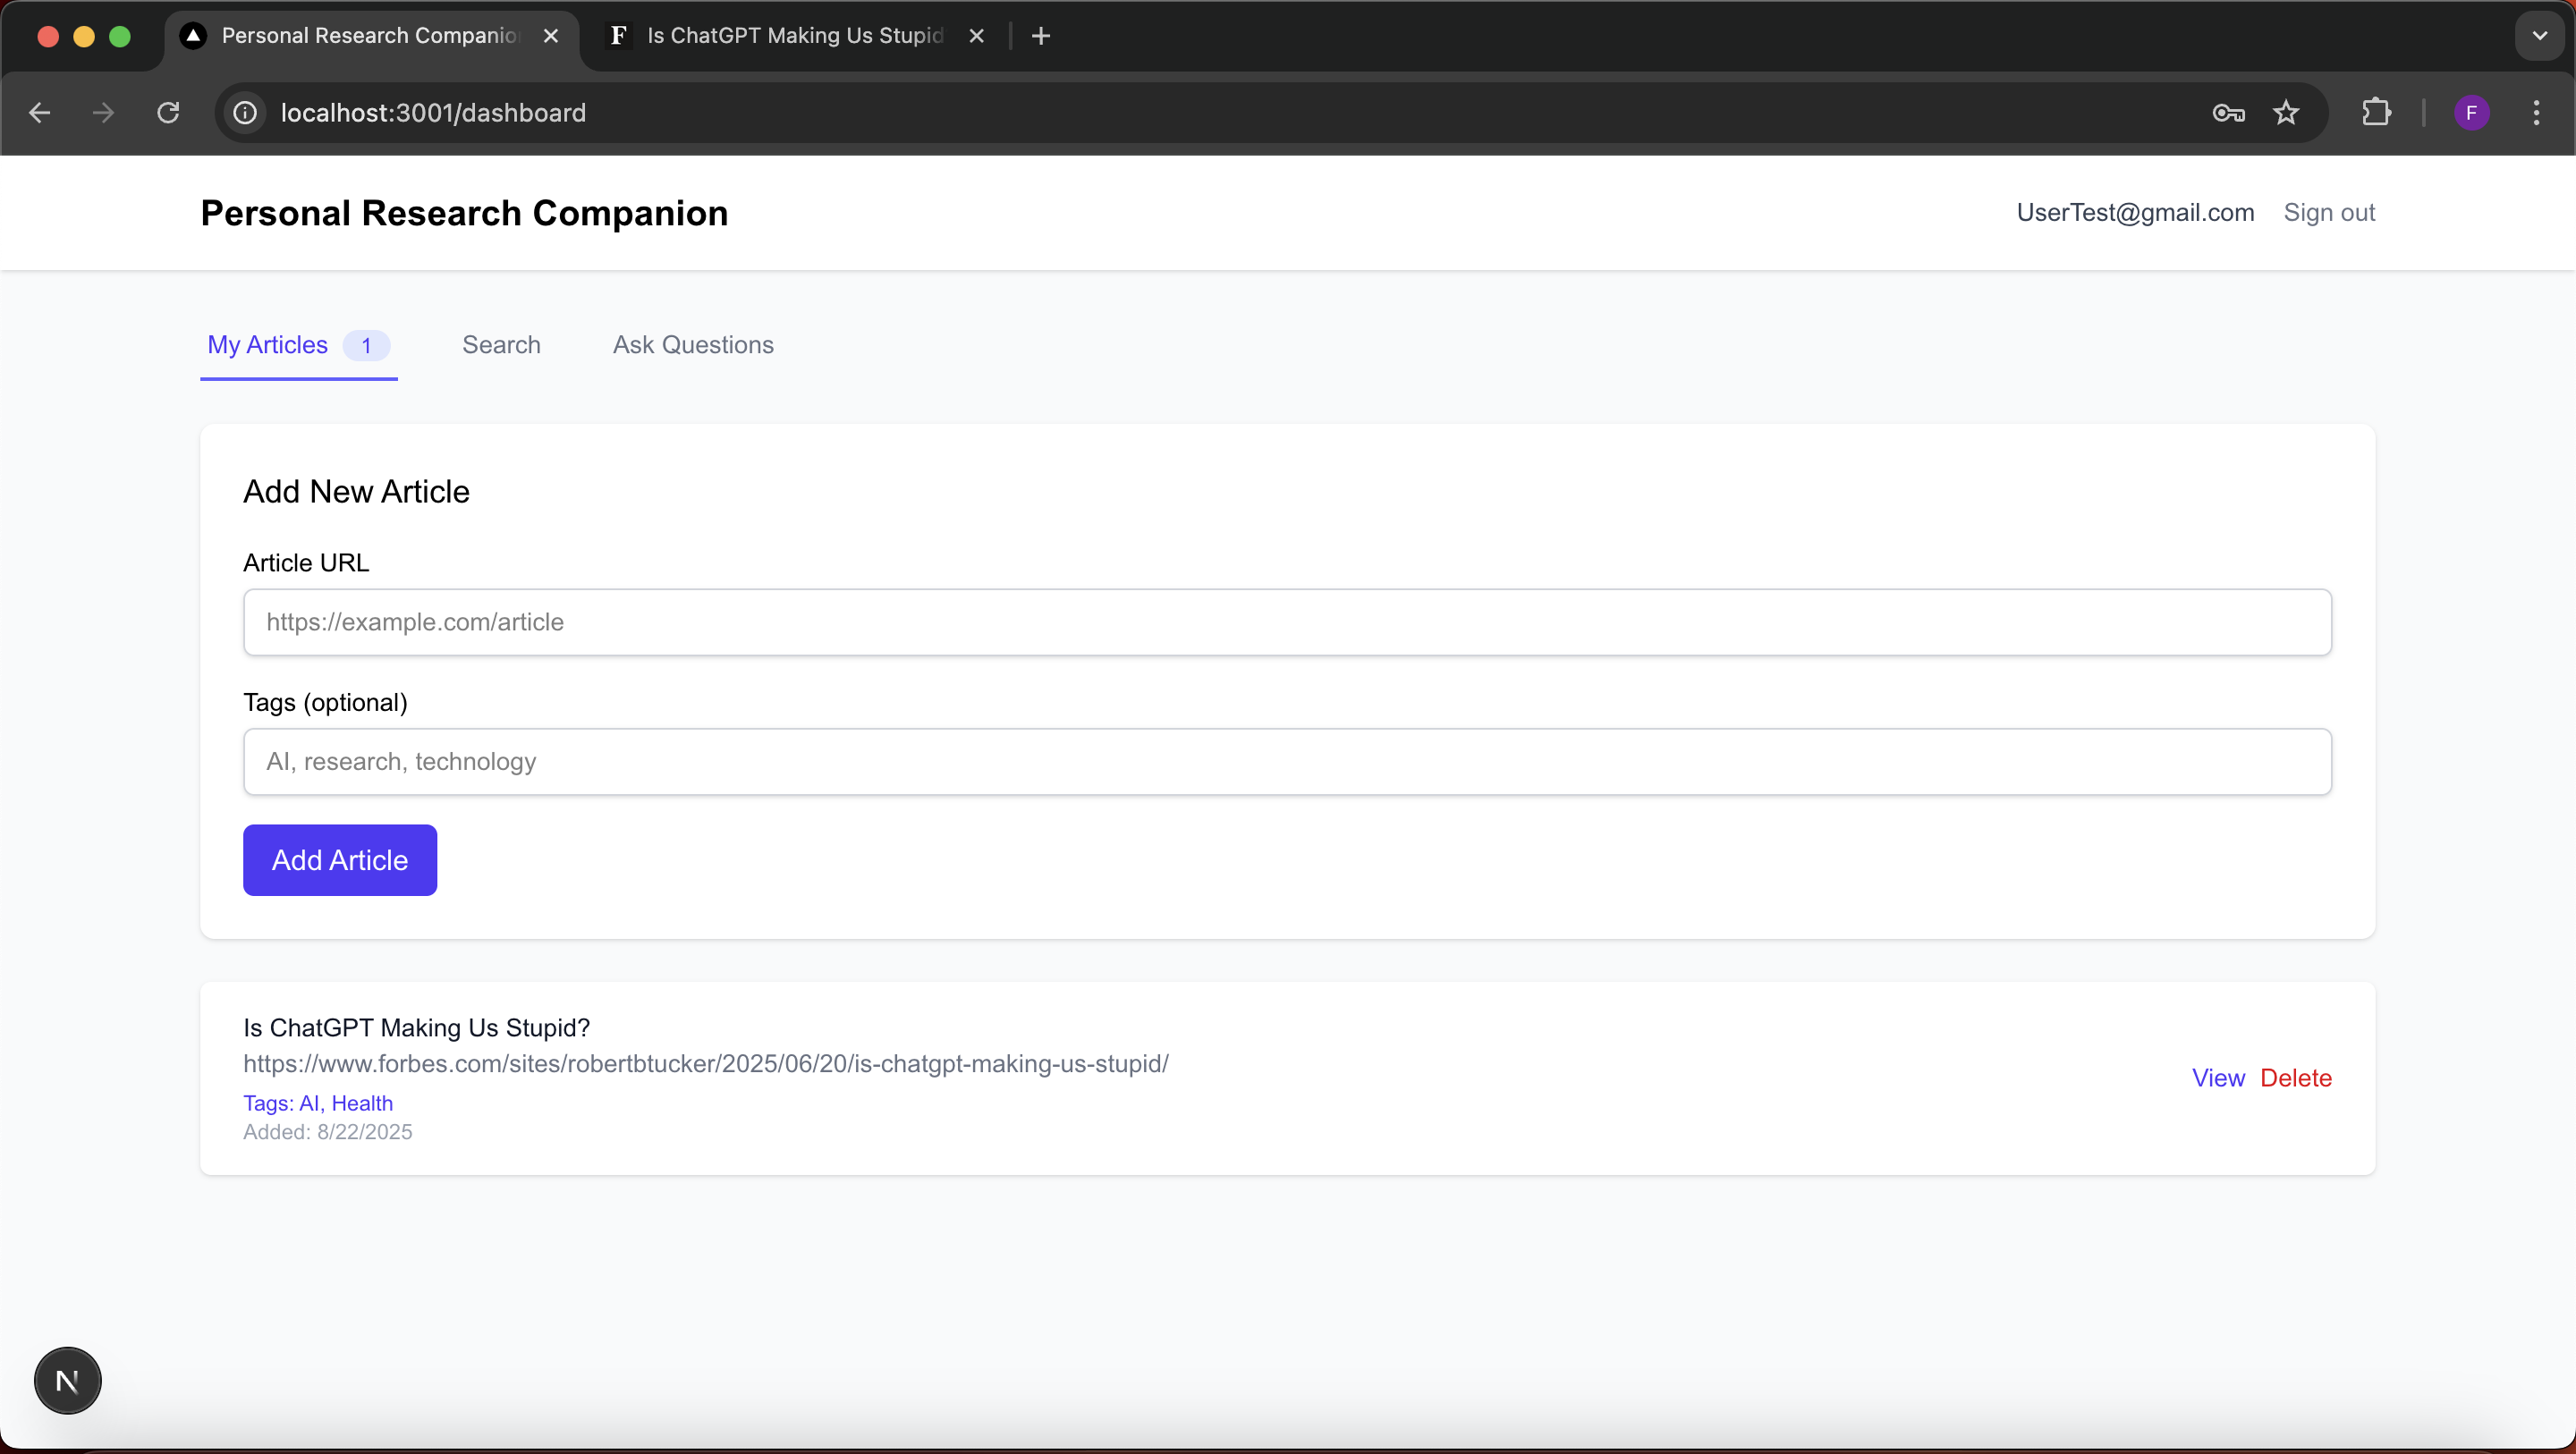 Personal Research Companio
F Is ChatGPT Making Us Stupid
localhost:3001/dashboard
F
Personal Research Companion
UserTest@gmail.com Sign out
My Articles 1 Search Ask Questions
Add New Article
Article URL
https://example.com/article
Tags (optional)
AI, research, technology
Add Article
Is ChatGPT Making Us Stupid?
https://www.forbes.com/sites/robertbtucker/2025/06/20/is-chatgpt-making-us-stupid/
View Delete
Tags: AI, Health
Added: 8/22/2025
N